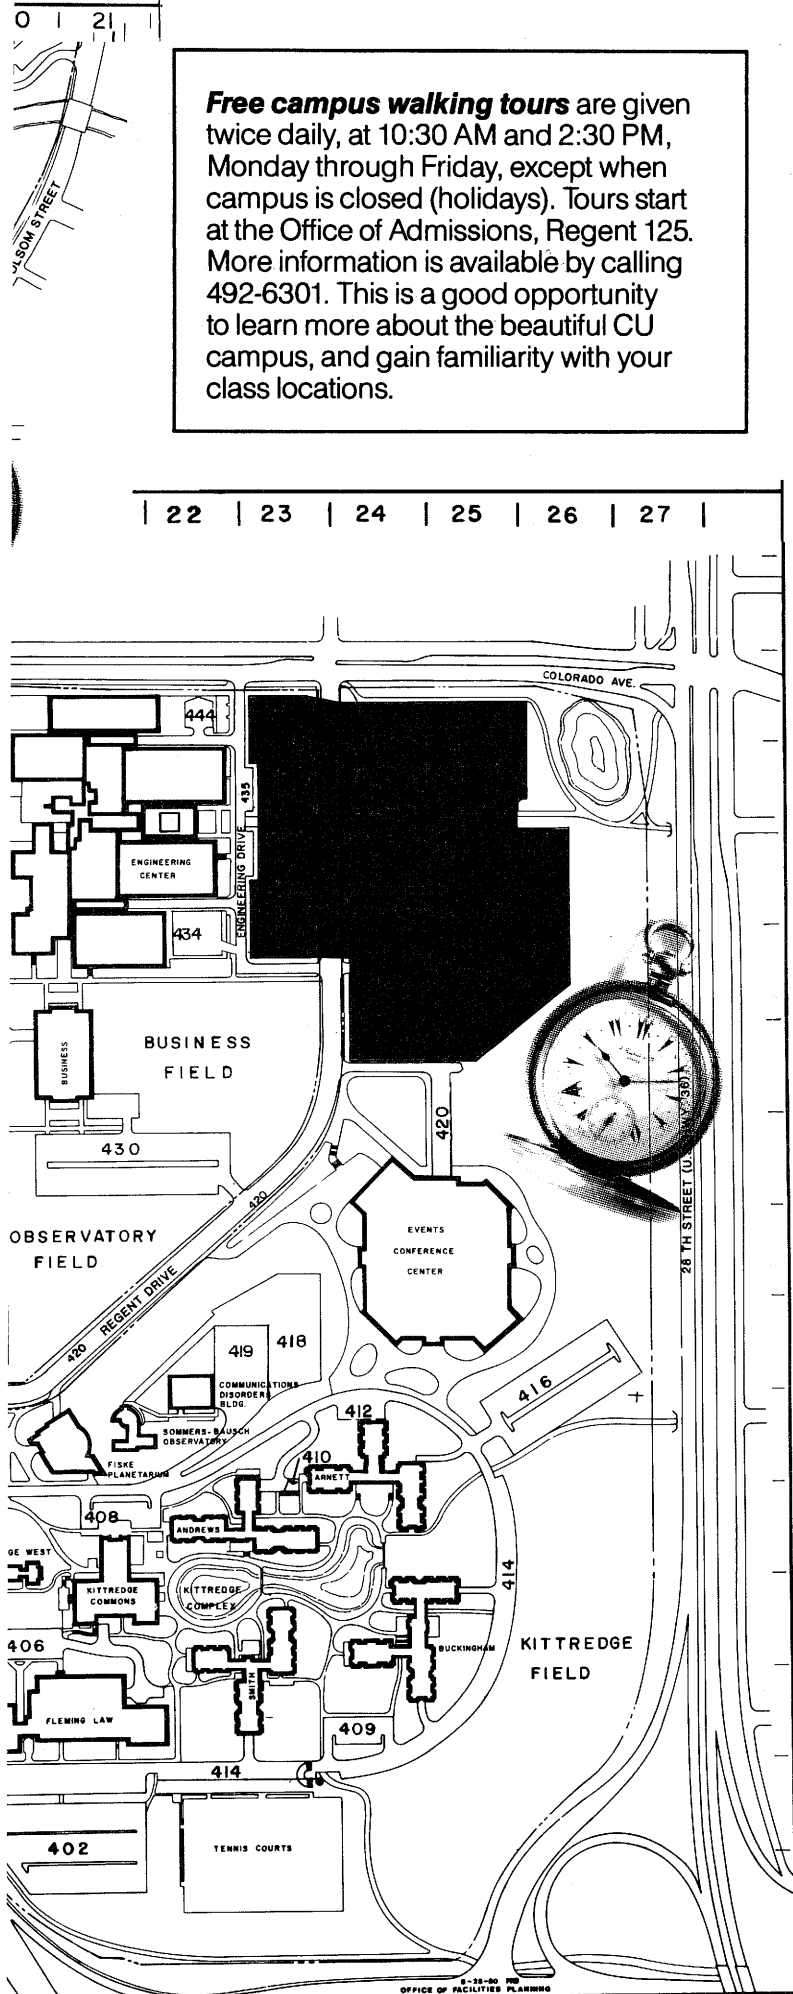 0 | 21 |
OLSOM STREET
Free campus walking tours are given
twice daily, at 10:30 AM and 2:30 PM,
Monday through Friday, except when
campus is closed (holidays). Tours start
at the Office of Admissions, Regent 125.
More information is available by calling
492-6301. This is a good opportunity
to learn more about the beautiful CU
campus, and gain familiarity with your
class locations.
| 22 | 23 | 24 | 25 | 26 | 27 |
COLORADO AVE.
444
435
ENGINEERING DRIVE
ENGINEERING
CENTER
434
BUSINESS
BUSINESS
FIELD
28 TH STREET (U.S.
36)
420
430
420
OBSERVATORY
FIELD
EVENTS
CONFERENCE
CENTER
REGENT DRIVE
420
419
418
416
COMMUNICATIONS
DISORDERS
BLDG.
412
SOMMERS-BAUSCH
OBSERVATORY
410
FISKE
PLANETARIUM
ARNETT
408
ANDREWS
GE WEST
KITTREDGE
COMMONS
KITTREDGE
COMPLEX
414
406
BUCKINGHAM
KITTREDGE
FIELD
SMITH
FLEMING LAW
409
414
402
TENNIS COURTS
OFFICE OF FACILITIES PLANNING